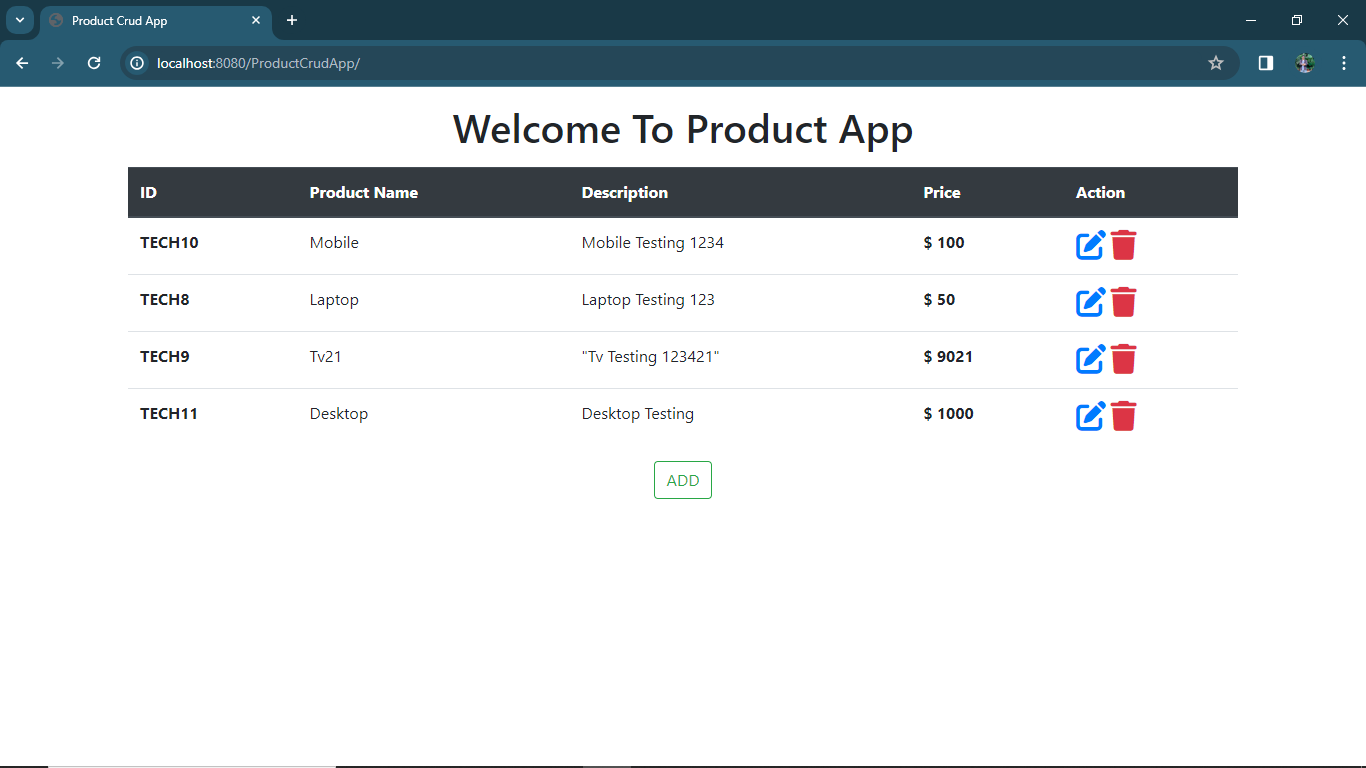 Product Crud App
localhost:8080/ProductCrudApp/
Welcome To Product App
ID Product Name Description Price Action
TECH10 Mobile Mobile Testing 1234 $ 100
TECH8 Laptop Laptop Testing 123 $ 50
TECH9 Tv21 "Tv Testing 123421" $ 9021
TECH11 Desktop Desktop Testing $ 1000
ADD